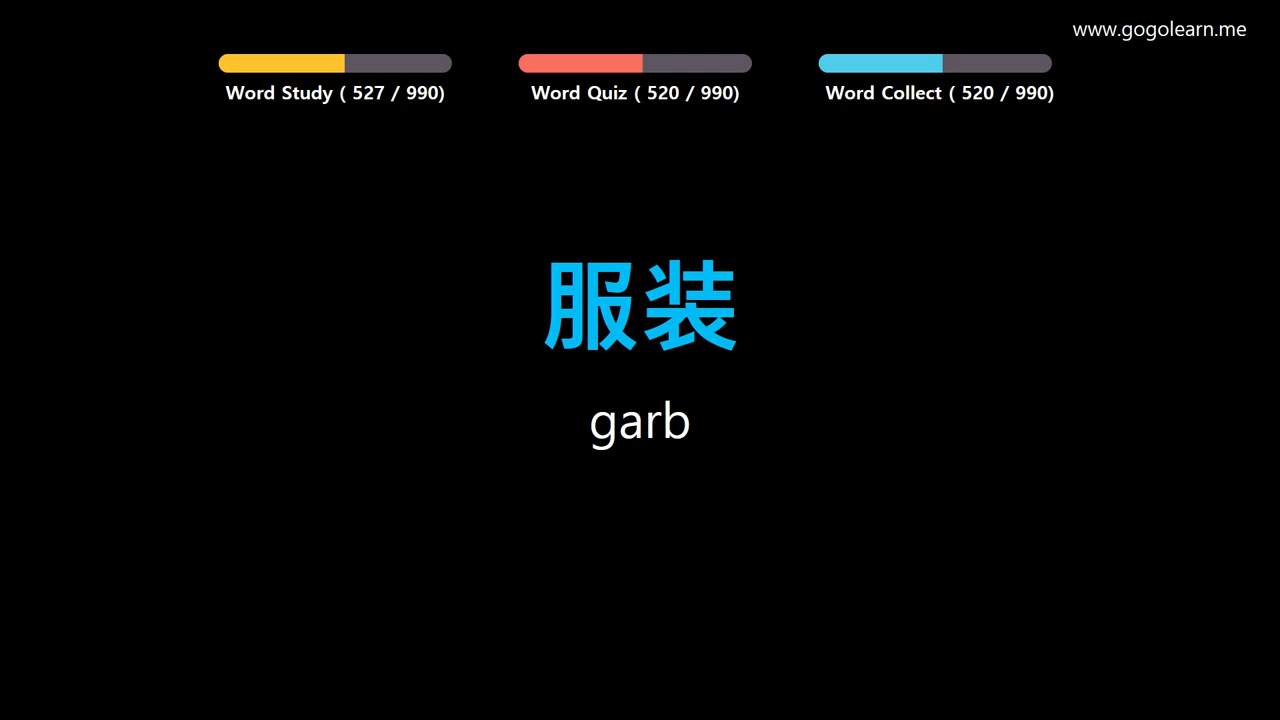 www.gogolearn.me
Word Study ( 527 / 990)
Word Quiz ( 520 / 990)
Word Collect ( 520 / 990)
服装
garb